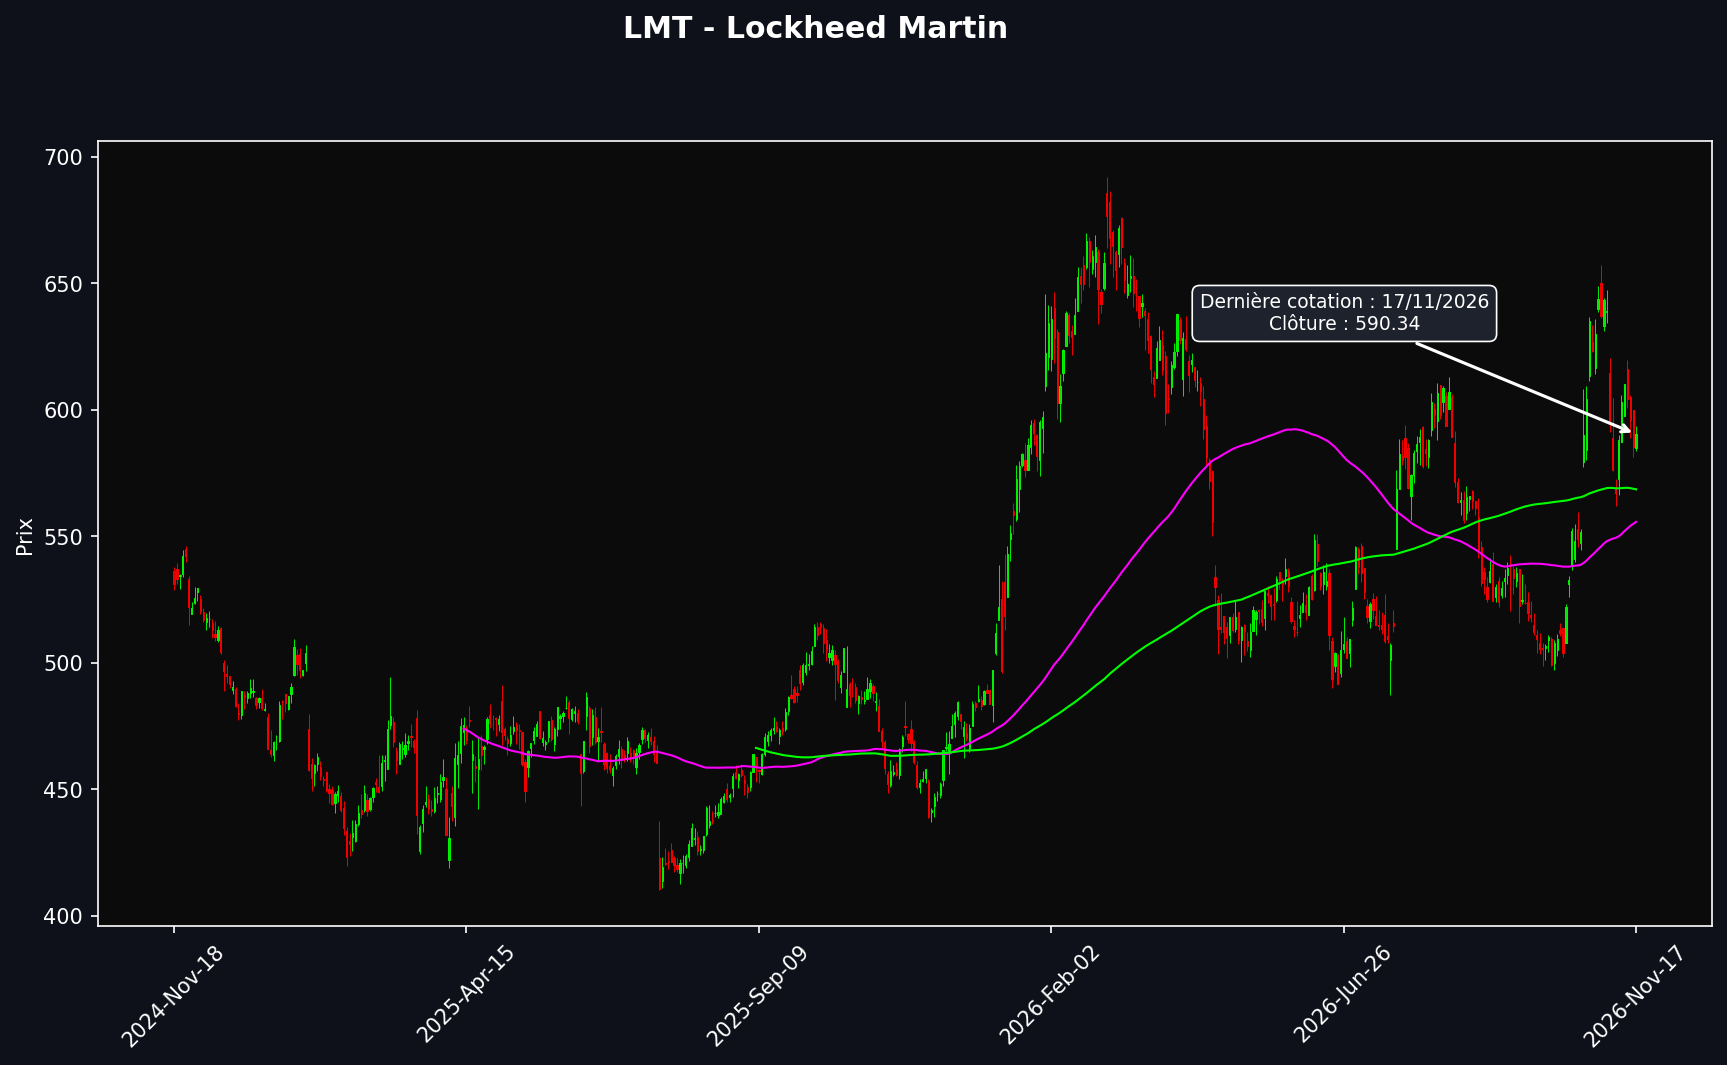 LMT - Lockheed Martin
700
650
600
550
500
450
400
Prix
Dernière cotation : 17/11/2026
Clôture : 590.34
2024-Nov-18
2025-Apr-15
2025-Sep-09
2026-Feb-02
2026-Jun-26
2026-Nov-17